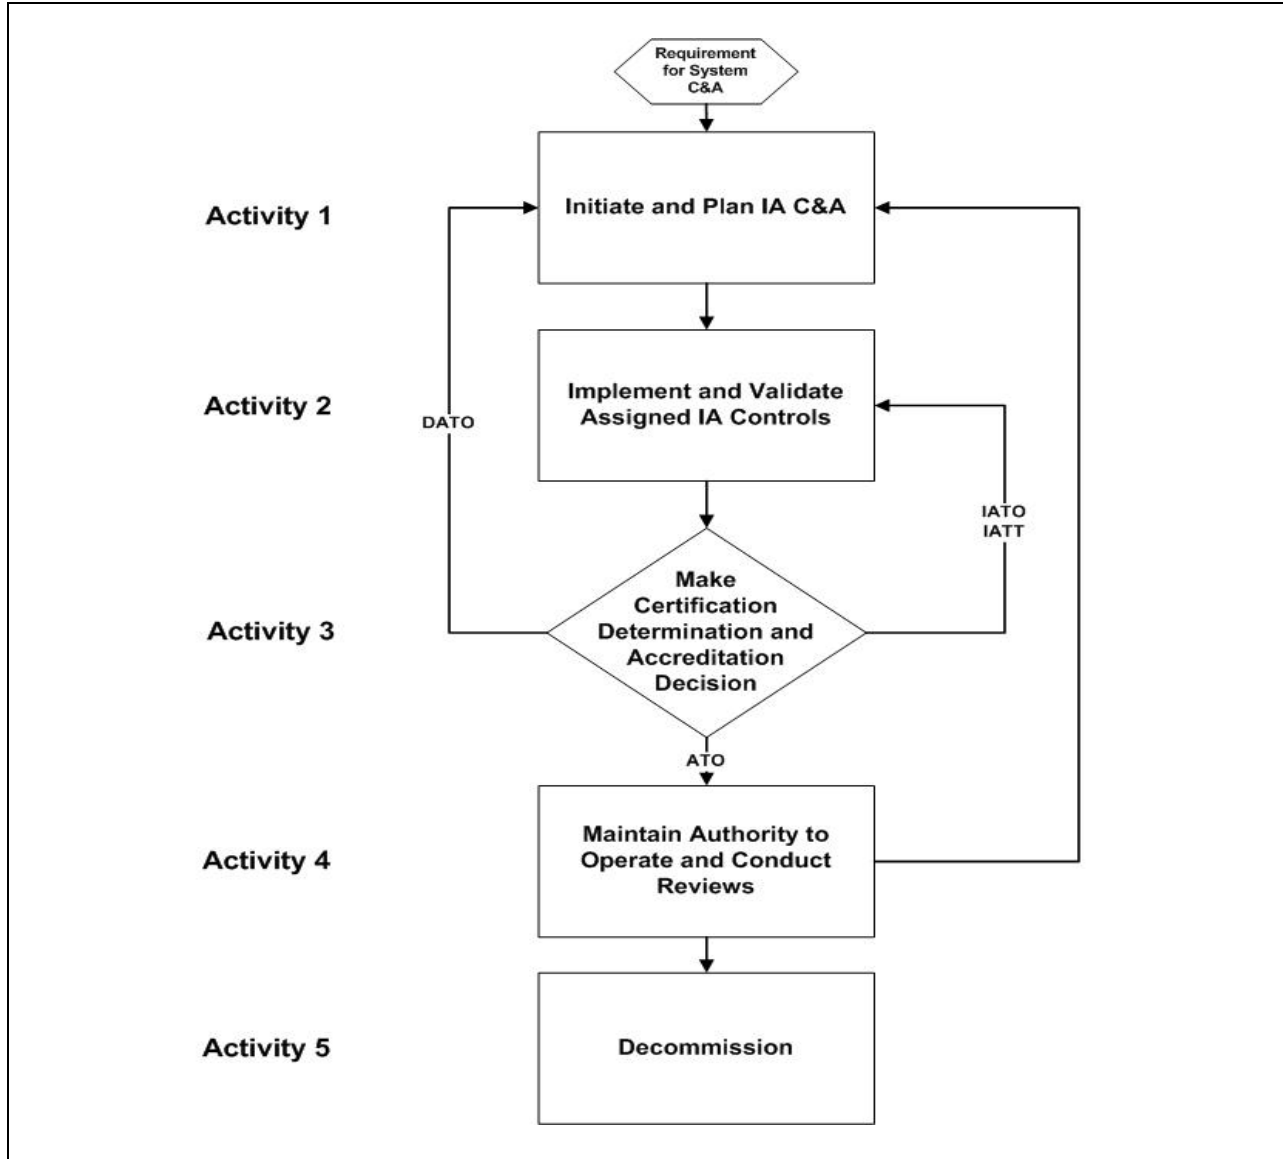 Requirement
for System
C&A
Activity 1
Initiate and Plan IA C&A
Activity 2
Implement and Validate
Assigned IA Controls
DATO
IATO
IATT
Activity 3
Make
Certification
Determination and
Accreditation
Decision
ATO
Activity 4
Maintain Authority to
Operate and Conduct
Reviews
Activity 5
Decommission